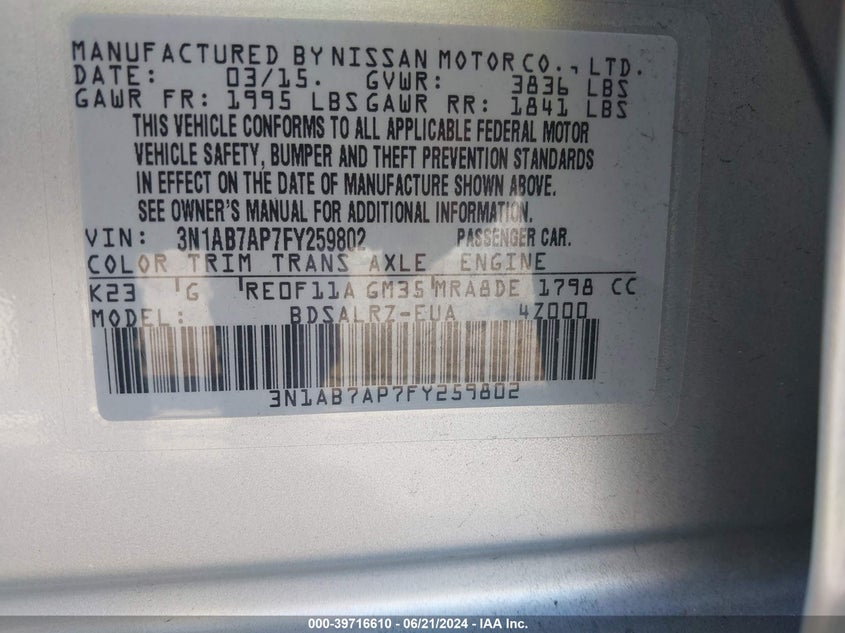 MANUFACTURED BY NISSAN MOTOR CO., LTD.
DATE: 03/15. GVWR: 3836 LBS
GAWR FR: 1995 LBS GAWR RR: 1841 LBS
THIS VEHICLE CONFORMS TO ALL APPLICABLE FEDERAL MOTOR
VEHICLE SAFETY, BUMPER AND THEFT PREVENTION STANDARDS
IN EFFECT ON THE DATE OF MANUFACTURE SHOWN ABOVE.
SEE OWNER'S MANUAL FOR ADDITIONAL INFORMATION.
VIN: 3N1AB7AP7FY259802 PASSENGER CAR.
COLOR TRIM TRANS AXLE ENGINE
K23 G RE0F11A GM35 MRA8DE 1798 CC
MODEL: BDSALRZ-EUA 4Z000
3N1AB7AP7FY259802
000-39716610 - 06/21/2024 - IAA Inc.